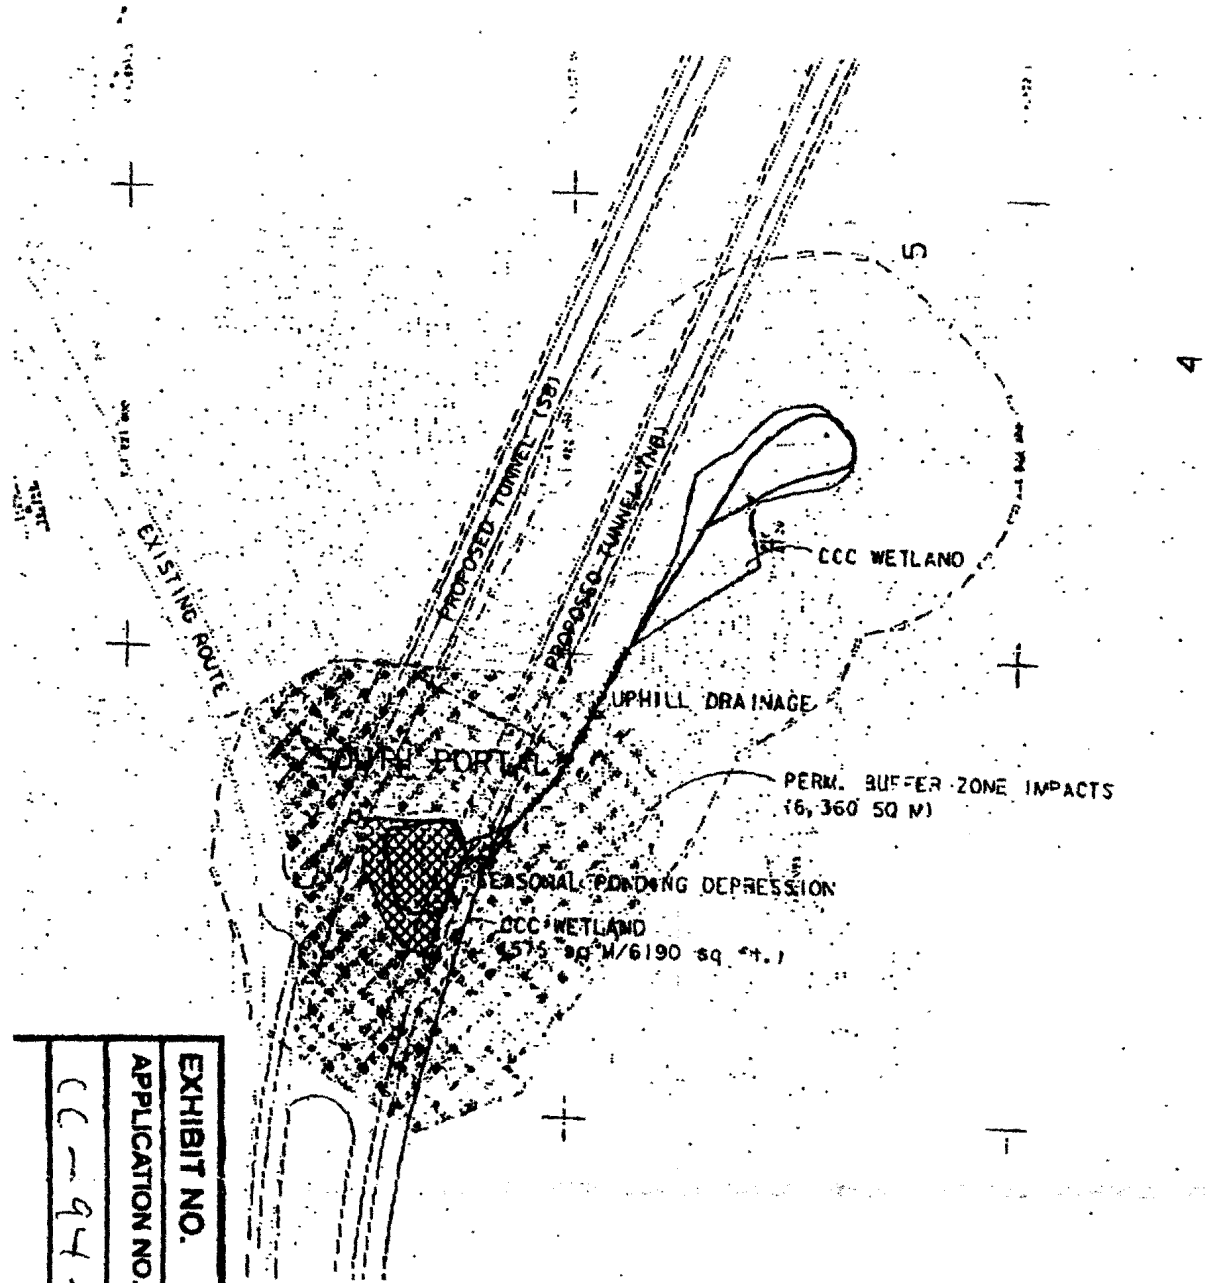 5
4
PROPOSED TUNNEL (SB)
PROPOSED TUNNEL (NB)
EXISTING ROUTE 1
CCC WETLAND
UPHILL DRAINAGE
SOUTH PORTAL
PERM. BUFFER ZONE IMPACTS
(6,360 SQ M)
SEASONAL PONDING DEPRESSION
CCC WETLAND
(575 sq M/6190 sq ft.)
EXHIBIT NO.
APPLICATION NO.
CC-94-